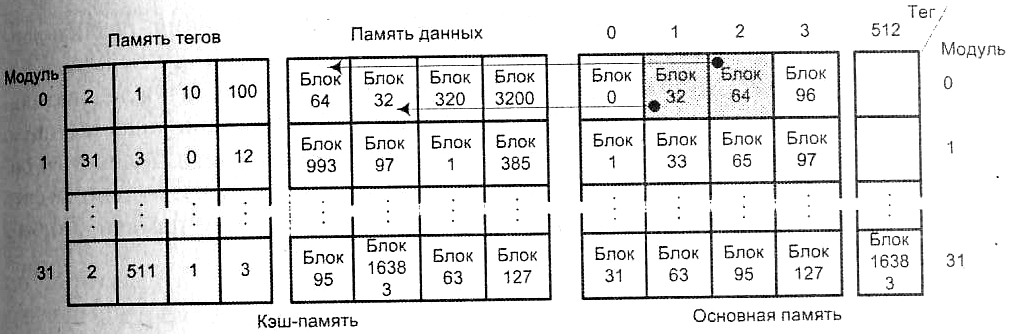 Память тегов Память данных 0 1 2 3 512 Тег
Модуль Модуль
0 2 1 10 100 Блок 64 Блок 32 Блок 320 Блок 3200 Блок 0 Блок 32 Блок 64 Блок 96 0
1 31 3 0 12 Блок 993 Блок 97 Блок 1 Блок 385 Блок 1 Блок 33 Блок 65 Блок 97 1
31 2 511 1 3 Блок 95 Блок 1638 3 Блок 63 Блок 127 Блок 31 Блок 63 Блок 95 Блок 127 Блок 1638 3 31
Кэш-память Основная память